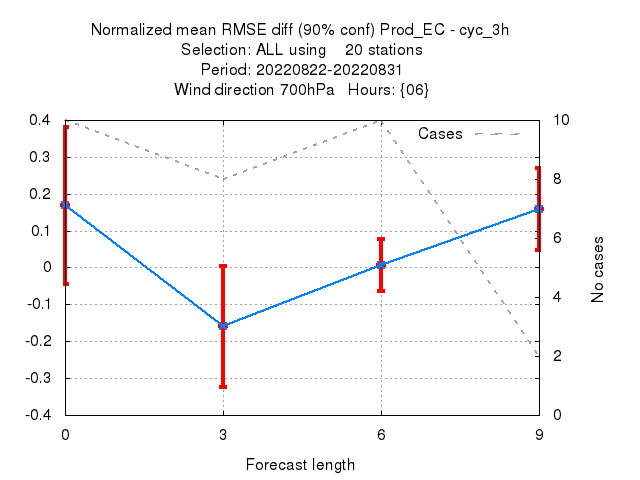 Normalized mean RMSE diff (90% conf) Prod_EC - cyc_3h
Selection: ALL using    20 stations
Period: 20220822-20220831
Wind direction 700hPa   Hours: {06}
Cases
0.4
0.3
0.2
0.1
0
-0.1
-0.2
-0.3
-0.4
10
8
6
4
2
0
No cases
0 3 6 9
Forecast length